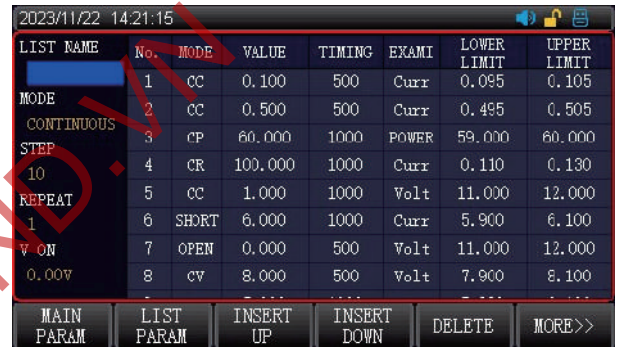 2023/11/22 14:21:15
LIST NAME
MODE
CONTINUOUS
STEP
10
REPEAT
1
V ON
0.00V
No. MODE VALUE TIMING EXAMI LOWER LIMIT UPPER LIMIT
1 CC 0.100 500 Curr 0.095 0.105
2 CC 0.500 500 Curr 0.495 0.505
3 CP 60.000 1000 POWER 59.000 60.000
4 CR 100.000 1000 Curr 0.110 0.130
5 CC 1.000 1000 Volt 11.000 12.000
6 SHORT 6.000 1000 Curr 5.900 6.100
7 OPEN 0.000 500 Volt 11.000 12.000
8 CV 8.000 500 Volt 7.900 8.100
MAIN PARAM LIST PARAM INSERT UP INSERT DOWN DELETE MORE>>